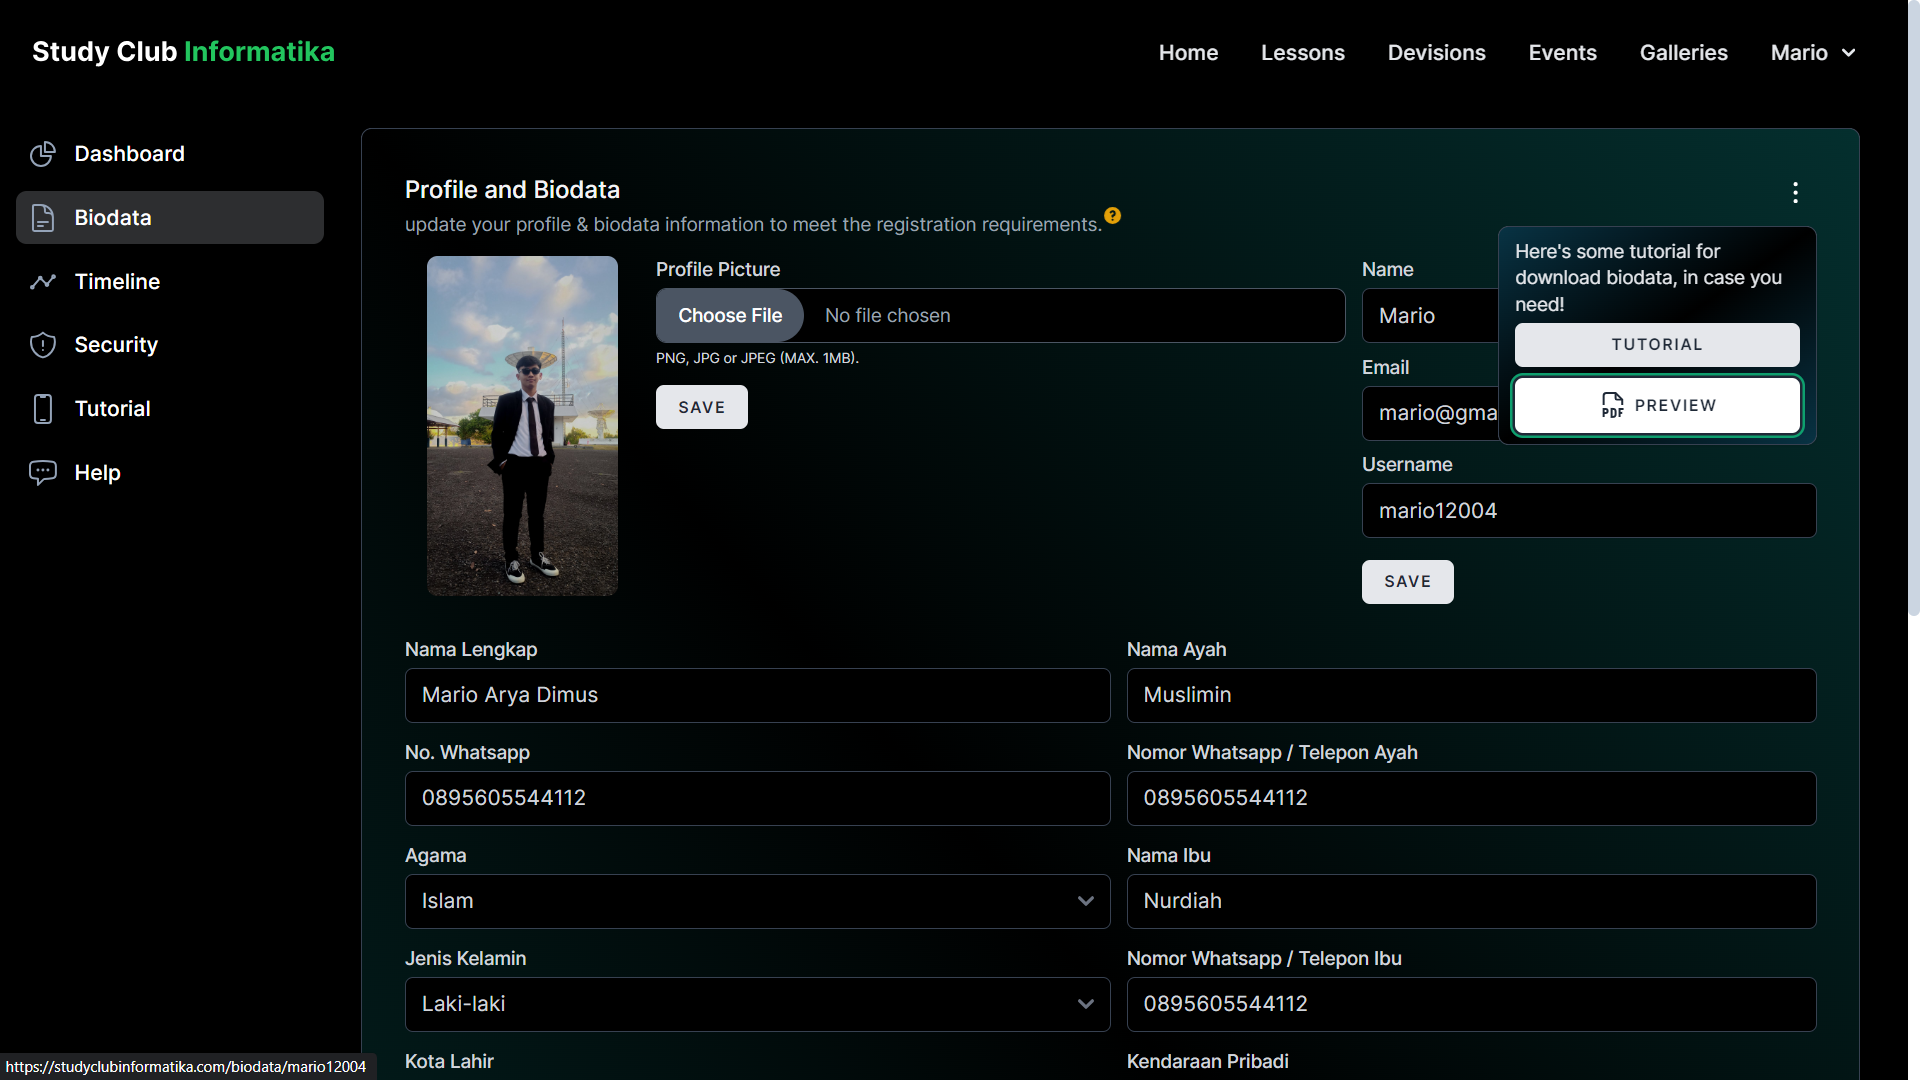 Study Club Informatika
Home
Lessons
Devisions
Events
Galleries
Mario
Dashboard
Biodata
Timeline
Security
Tutorial
Help
Profile and Biodata
update your profile & biodata information to meet the registration requirements.
?
Here's some tutorial for
download biodata, in case you
need!
TUTORIAL
PDF PREVIEW
Profile Picture
Choose File
No file chosen
PNG, JPG or JPEG (MAX. 1MB).
SAVE
Name
Mario
Email
mario@gma
Username
mario12004
SAVE
Nama Lengkap
Mario Arya Dimus
Nama Ayah
Muslimin
No. Whatsapp
0895605544112
Nomor Whatsapp / Telepon Ayah
0895605544112
Agama
Islam
Nama Ibu
Nurdiah
Jenis Kelamin
Laki-laki
Nomor Whatsapp / Telepon Ibu
0895605544112
Kota Lahir
Kendaraan Pribadi
https://studyclubinformatika.com/biodata/mario12004